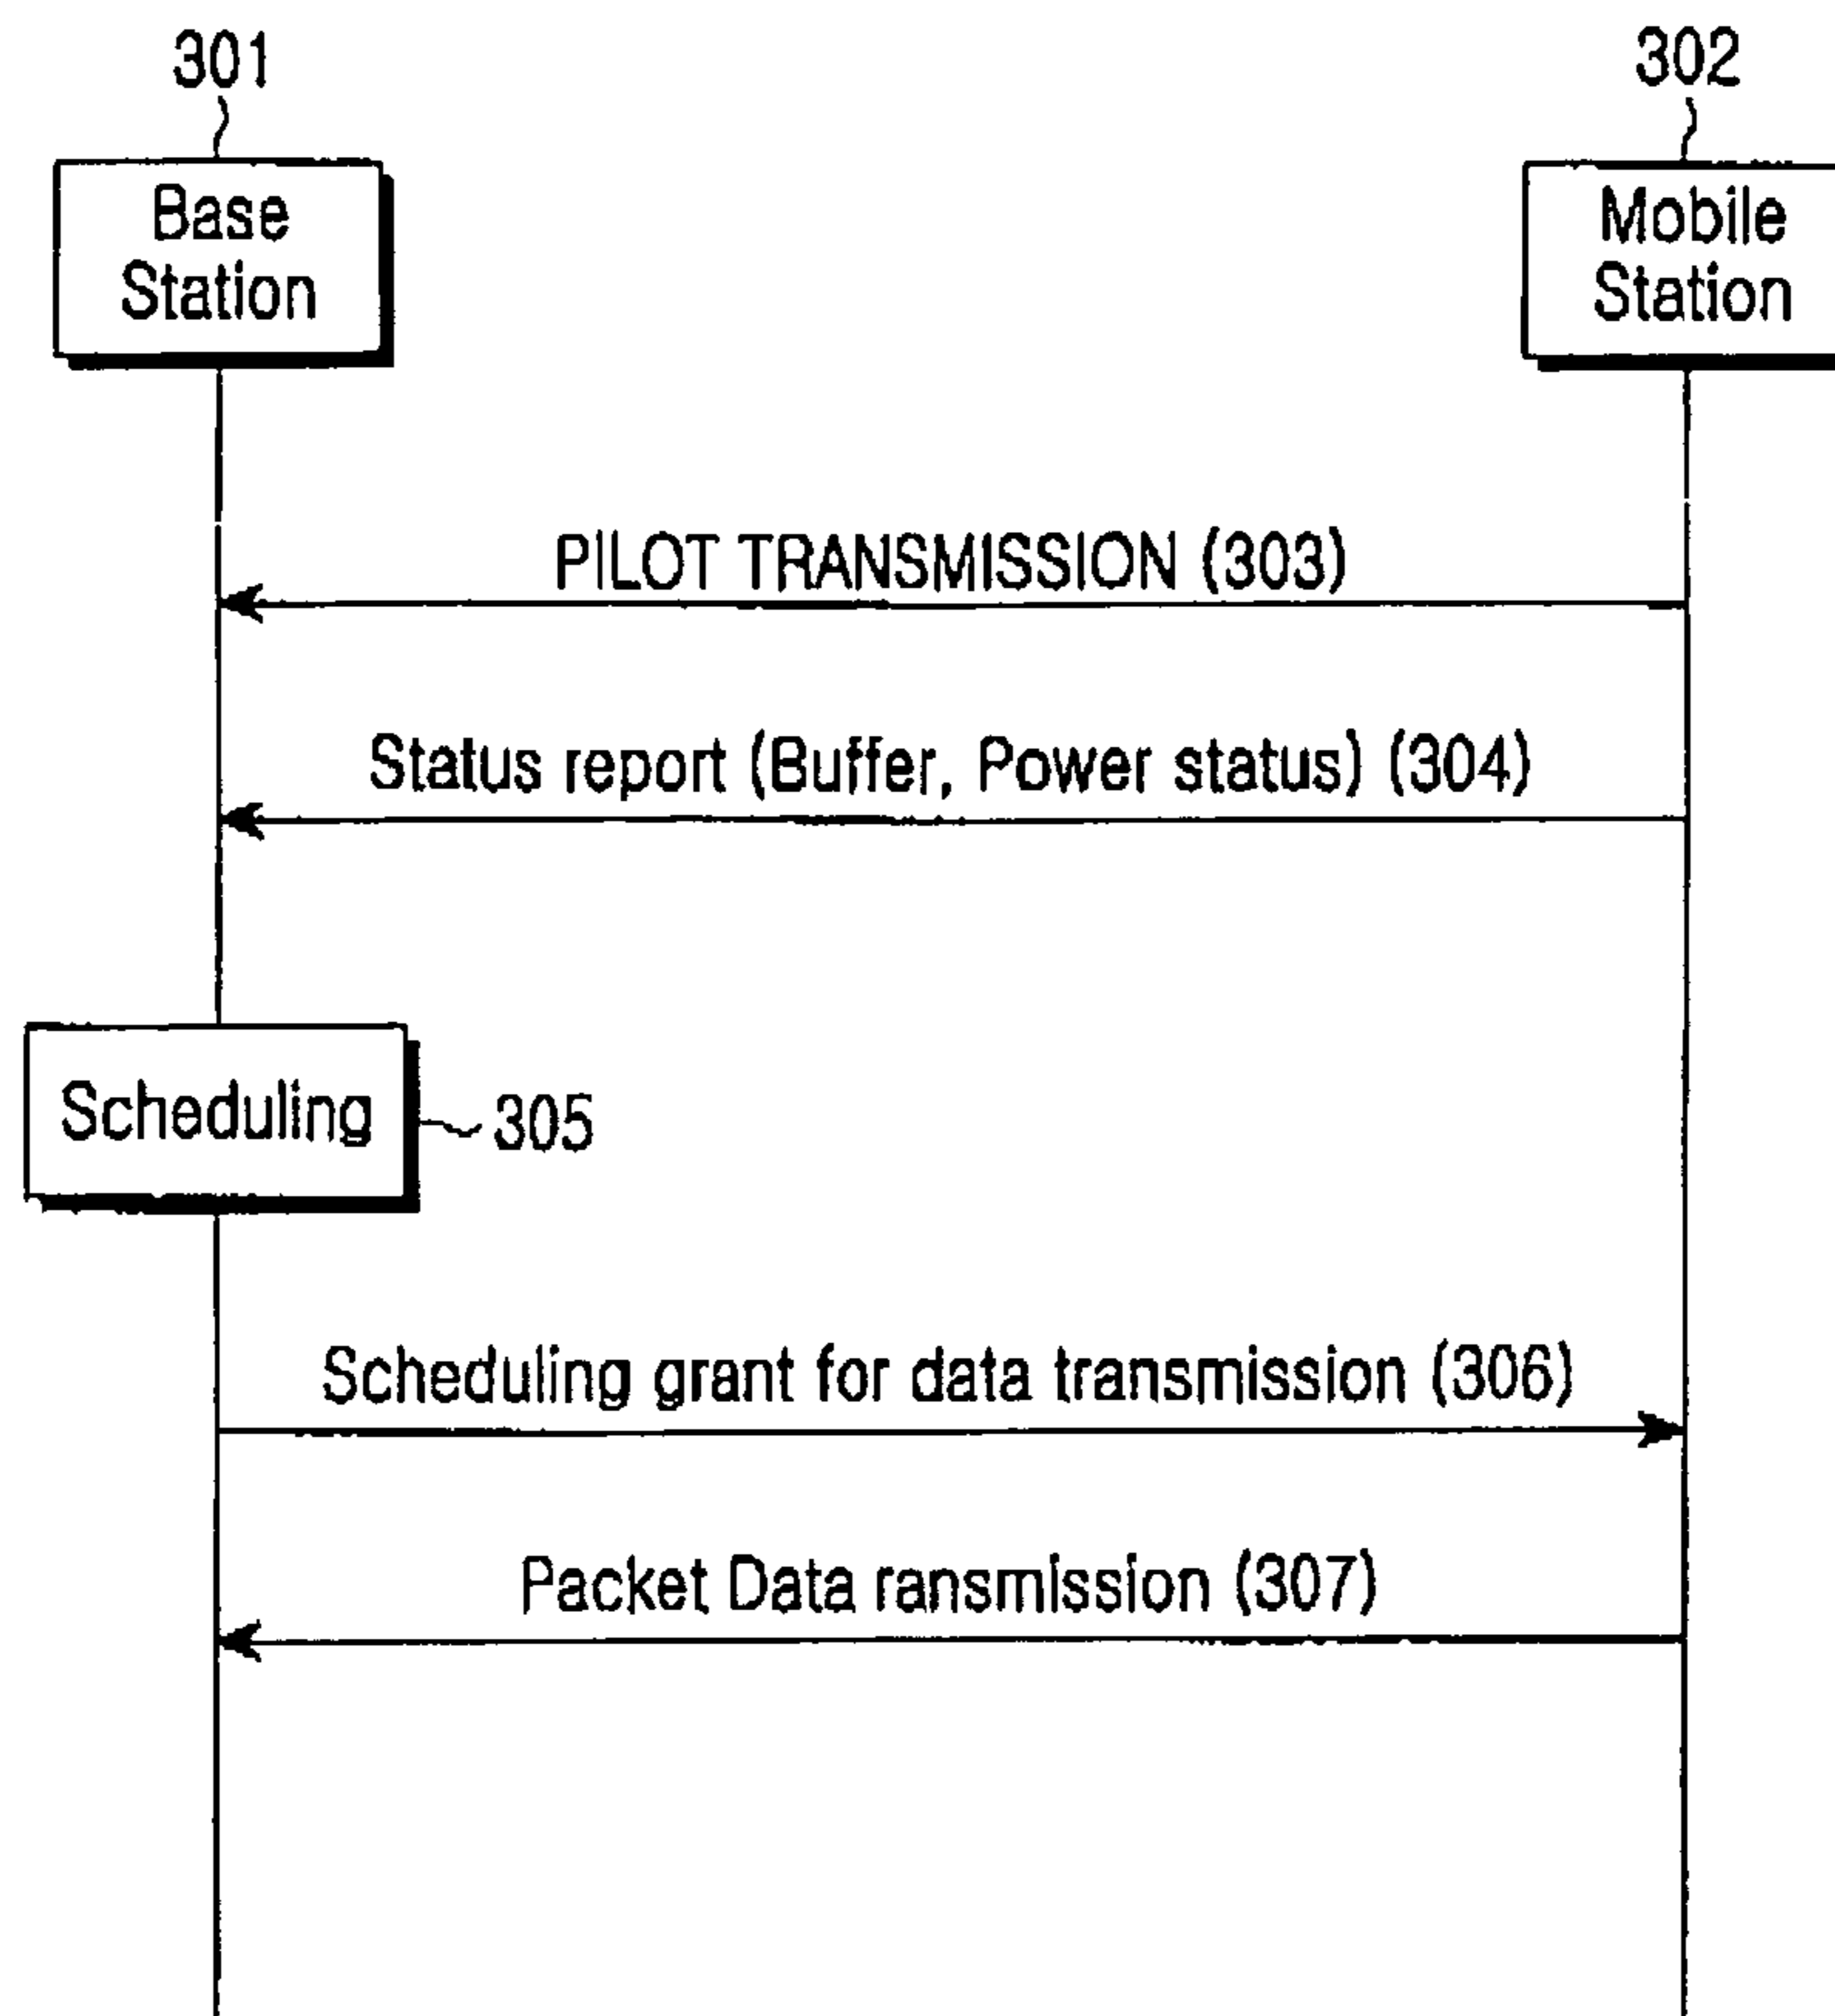 301
302
Base
Station
Mobile
Station
PILOT TRANSMISSION (303)
Status report (Buffer, Power status) (304)
Scheduling
305
Scheduling grant for data transmission (306)
Packet Data ransmission (307)